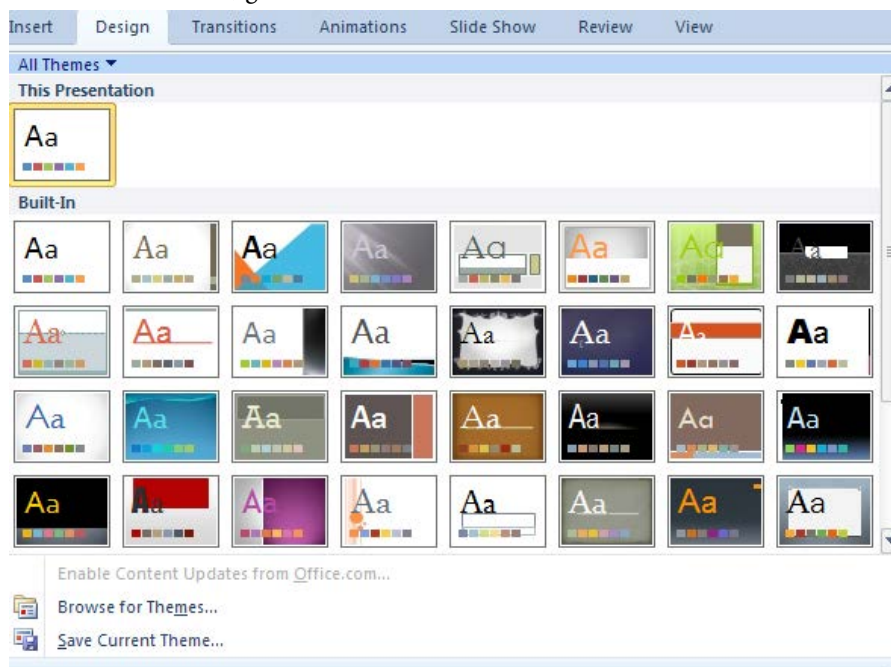 Insert Design Transitions Animations Slide Show Review View
All Themes
This Presentation
Aa
Built-In
Aa Aa Aa Aa Aa Aa Aa Aa
Aa Aa Aa Aa Aa Aa Aa Aa
Aa Aa Aa Aa Aa Aa Aa Aa
Aa Aa Aa Aa Aa Aa Aa Aa
Enable Content Updates from Office.com...
Browse for Themes...
Save Current Theme...